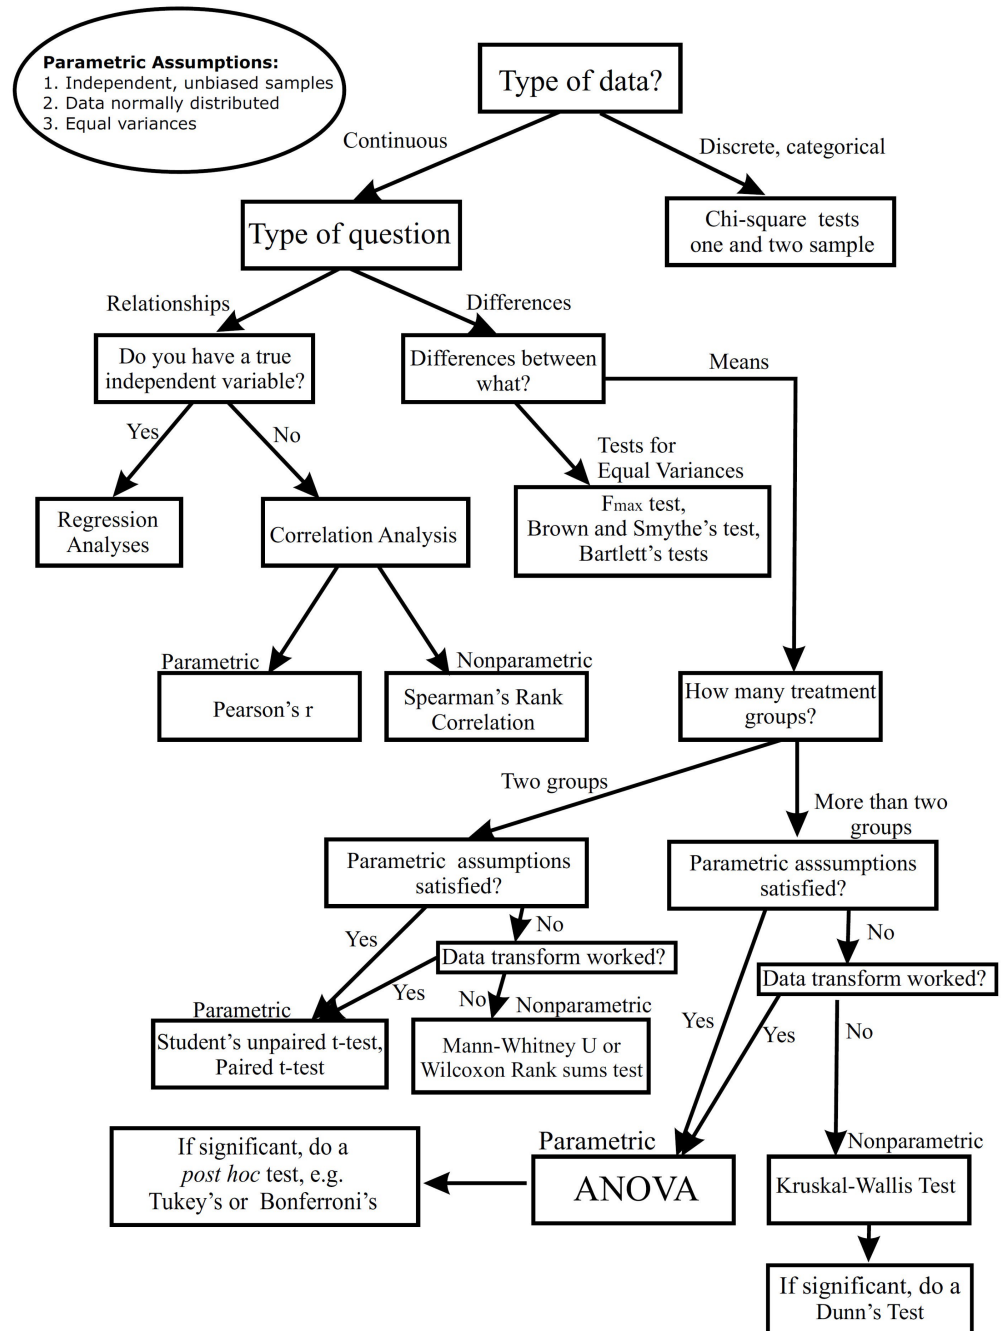 Parametric Assumptions:
1. Independent, unbiased samples
2. Data normally distributed
3. Equal variances
Type of data?
Continuous
Discrete, categorical
Chi-square tests
one and two sample
Type of question
Relationships
Differences
Do you have a true
independent variable?
Differences between
what?
Means
Yes
No
Tests for
Equal Variances
Regression
Analyses
Correlation Analysis
Fmax test,
Brown and Smythe's test,
Bartlett's tests
Parametric
Nonparametric
Pearson's r
Spearman's Rank
Correlation
How many treatment
groups?
Two groups
More than two
groups
Parametric assumptions
satisfied?
Parametric asssumptions
satisfied?
Yes
No
No
Data transform worked?
Data transform worked?
Yes
No
Parametric
Nonparametric
Student's unpaired t-test,
Paired t-test
Mann-Whitney U or
Wilcoxon Rank sums test
Yes
Yes
No
Parametric
Nonparametric
If significant, do a
post hoc test, e.g.
Tukey's or Bonferroni's
ANOVA
Kruskal-Wallis Test
If significant, do a
Dunn's Test